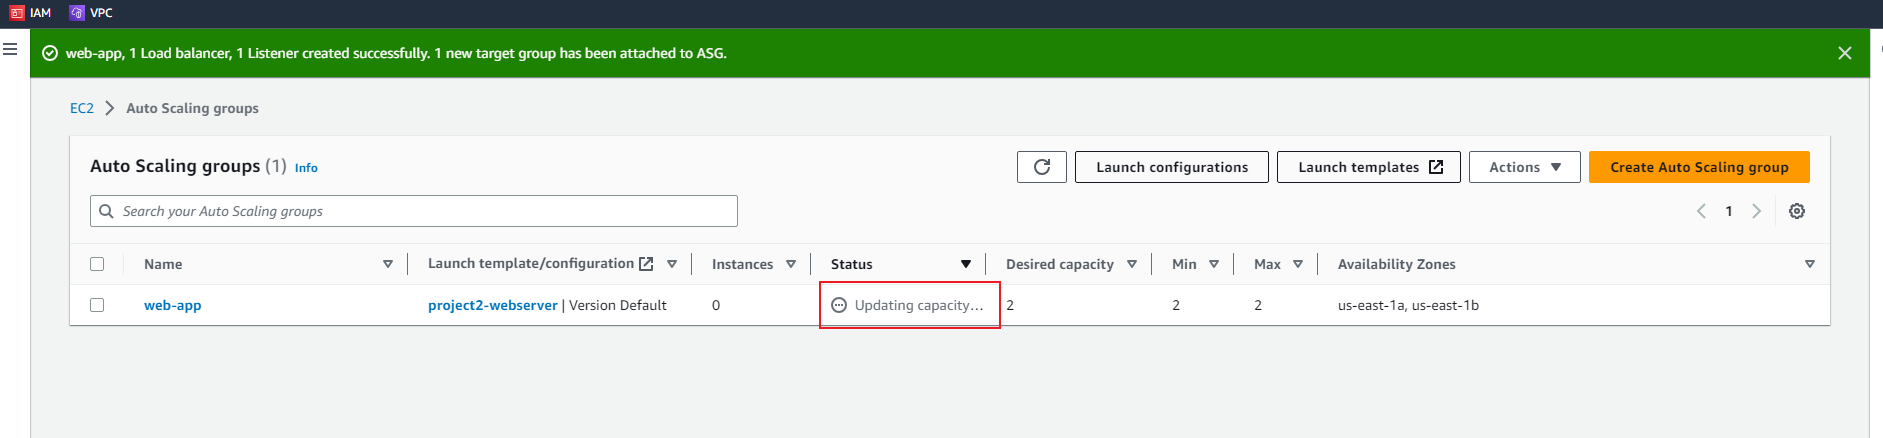 IAM VPC
web-app, 1 Load balancer, 1 Listener created successfully. 1 new target group has been attached to ASG.
EC2 Auto Scaling groups
Auto Scaling groups (1) Info Launch configurations Launch templates Actions Create Auto Scaling group
Search your Auto Scaling groups 1
Name Launch template/configuration Instances Status Desired capacity Min Max Availability Zones
web-app project2-webserver | Version Default 0 Updating capacity... 2 2 2 us-east-1a, us-east-1b